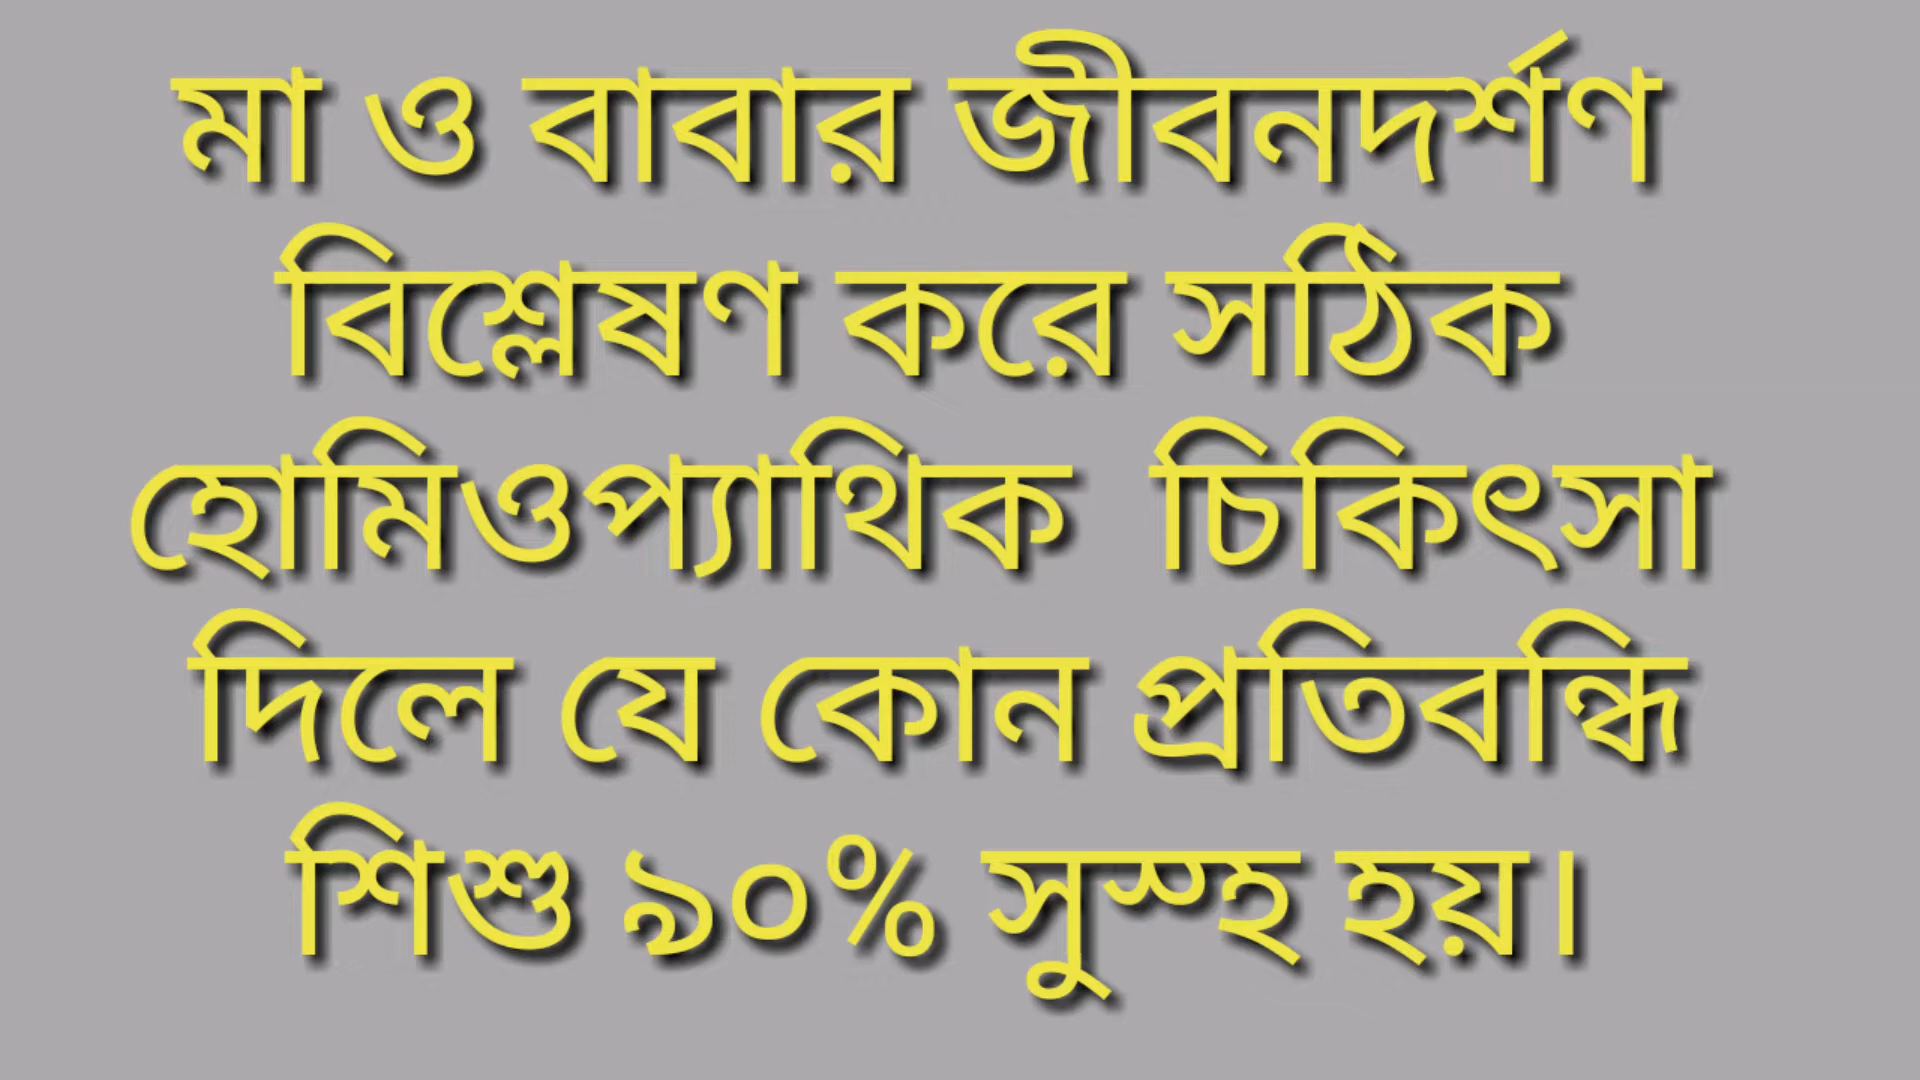 মা ও বাবার জীবনদর্শণ
বিশ্লেষণ করে সঠিক
হোমিওপ্যাথিক চিকিৎসা
দিলে যে কোন প্রতিবন্ধি
শিশু ৯০% সুস্হ হয়।